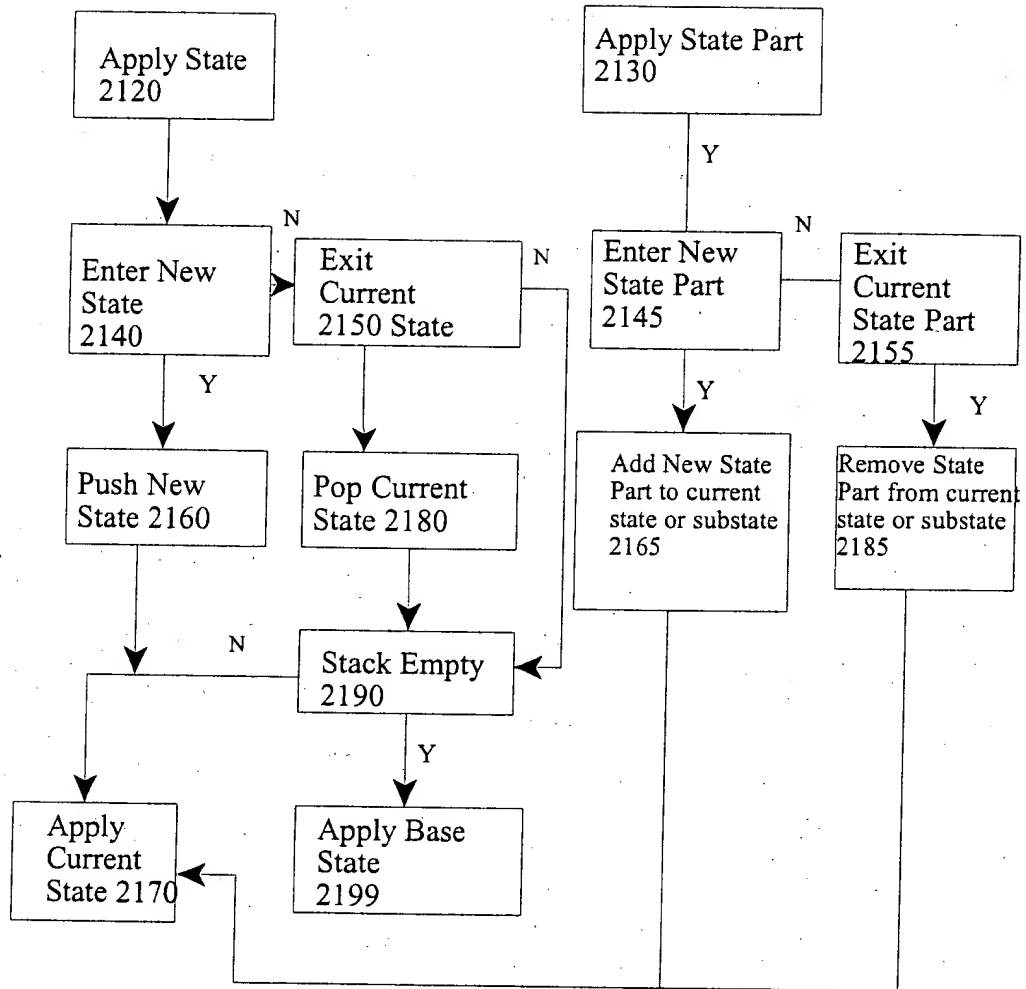 Apply State
2120
Apply State Part
2130
Y
N
N
N
Enter New
State
2140
Exit
Current
2150 State
Enter New
State Part
2145
Exit
Current
State Part
2155
Y
Y
Y
Push New
State 2160
Pop Current
State 2180
Add New State
Part to current
state or substate
2165
Remove State
Part from current
state or substate
2185
N
Stack Empty
2190
Y
Apply
Current
State 2170
Apply Base
State
2199